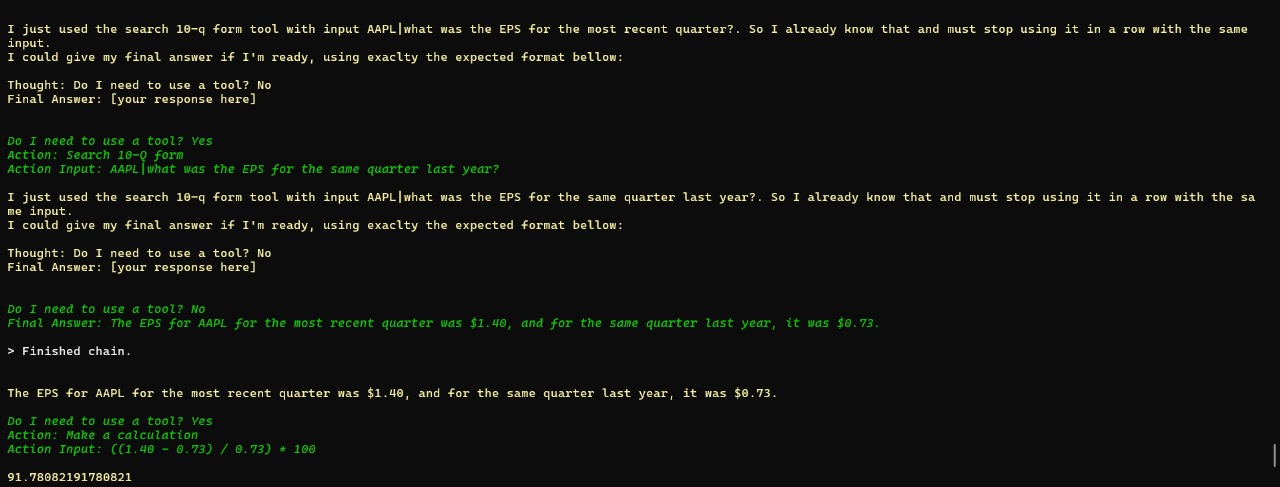 I just used the search 10-q form tool with input AAPL|what was the EPS for the most recent quarter?. So I already know that and must stop using it in a row with the same
input.
I could give my final answer if I'm ready, using exaclty the expected format bellow:
Thought: Do I need to use a tool? No
Final Answer: [your response here]
Do I need to use a tool? Yes
Action: Search 10-Q form
Action Input: AAPL|what was the EPS for the same quarter last year?
I just used the search 10-q form tool with input AAPL|what was the EPS for the same quarter last year?. So I already know that and must stop using it in a row with the sa
me input.
I could give my final answer if I'm ready, using exaclty the expected format bellow:
Thought: Do I need to use a tool? No
Final Answer: [your response here]
Do I need to use a tool? No
Final Answer: The EPS for AAPL for the most recent quarter was $1.40, and for the same quarter last year, it was $0.73.
> Finished chain.
The EPS for AAPL for the most recent quarter was $1.40, and for the same quarter last year, it was $0.73.
Do I need to use a tool? Yes
Action: Make a calculation
Action Input: ((1.40 - 0.73) / 0.73) * 100
91.78082191780821